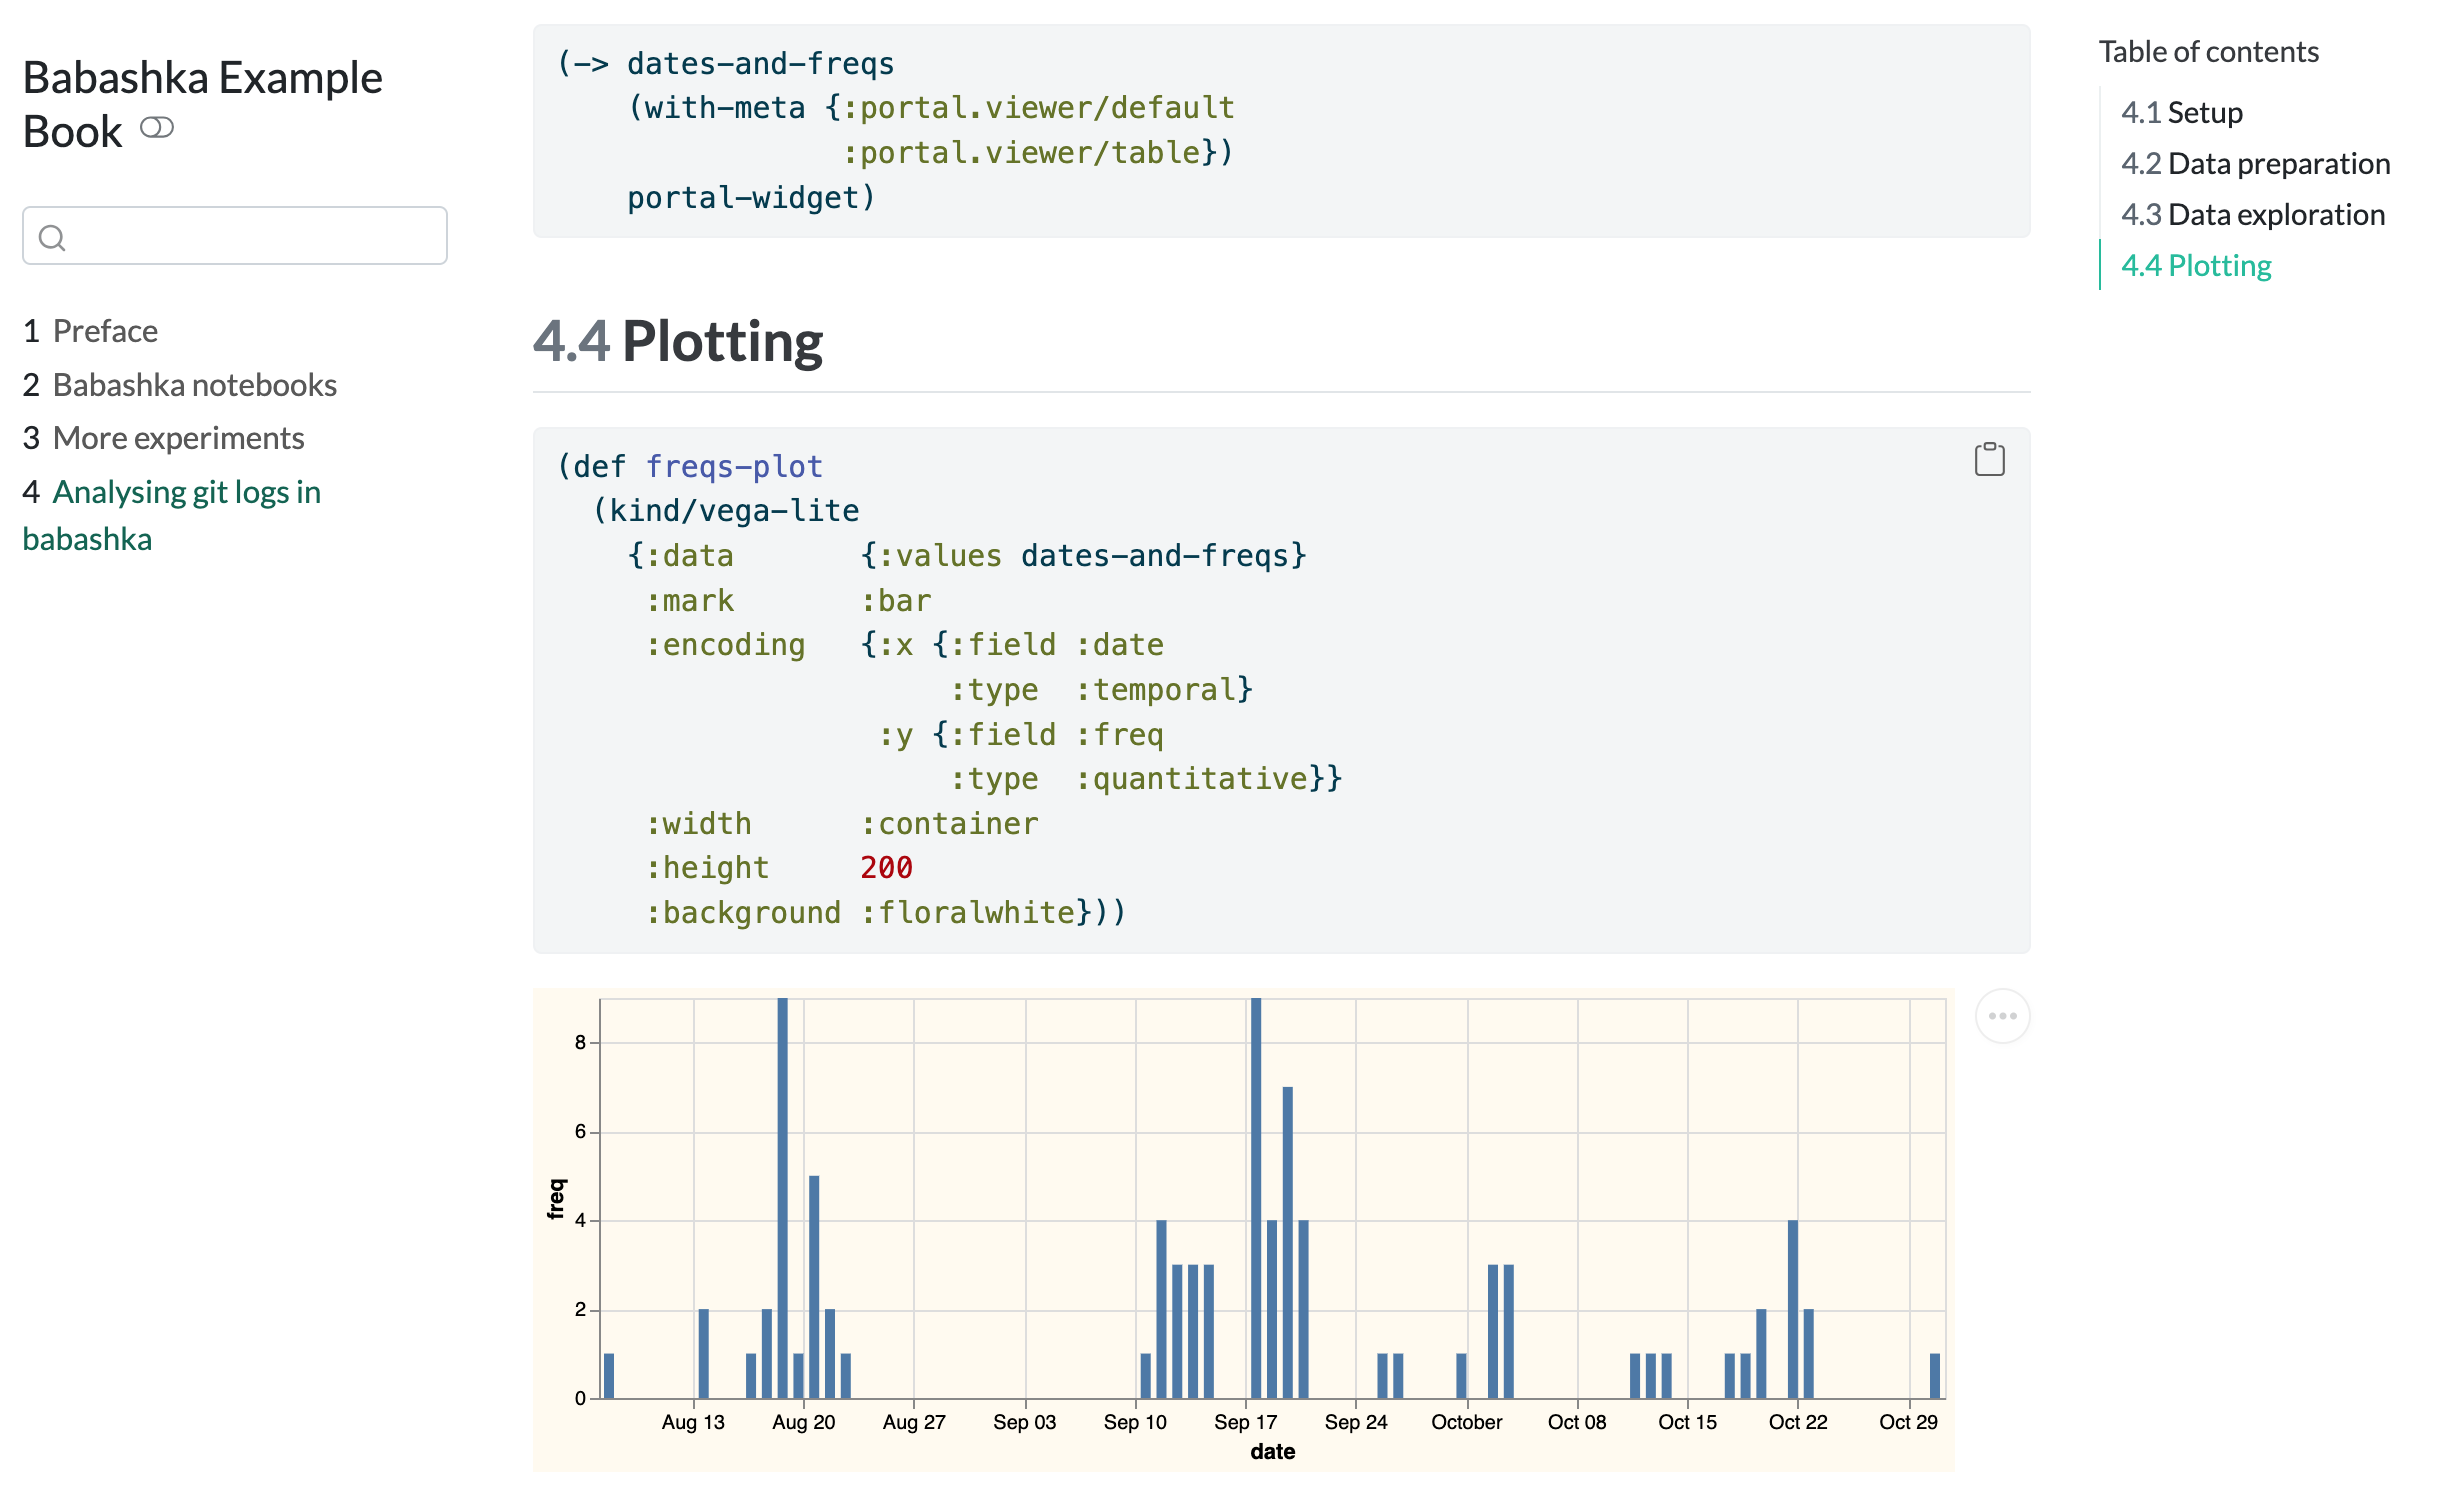 Babashka Example
Book
1 Preface
2 Babashka notebooks
3 More experiments
4 Analysing git logs in
babashka
(-> dates-and-freqs
    (with-meta {:portal.viewer/default
                :portal.viewer/table})
    portal-widget)
4.4 Plotting
(def freqs-plot
  (kind/vega-lite
    {:data       {:values dates-and-freqs}
     :mark       :bar
     :encoding   {:x {:field :date
                      :type  :temporal}
                  :y {:field :freq
                      :type  :quantitative}}
     :width      :container
     :height     200
     :background :floralwhite}))
8
6
4
2
0
freq
Aug 13 Aug 20 Aug 27 Sep 03 Sep 10 Sep 17 Sep 24 October Oct 08 Oct 15 Oct 22 Oct 29
date
Table of contents
4.1 Setup
4.2 Data preparation
4.3 Data exploration
4.4 Plotting